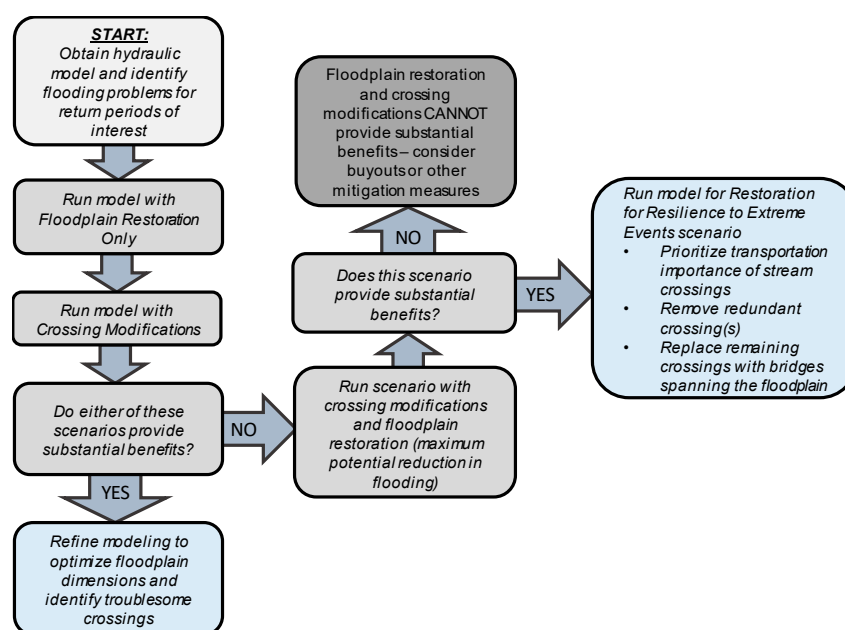 START:
Obtain hydraulic
model and identify
flooding problems for
return periods of
interest
Run model with
Floodplain Restoration
Only
Run model with
Crossing Modifications
Do either of these
scenarios provide
substantial benefits?
YES
Refine modeling to
optimize floodplain
dimensions and
identify troublesome
crossings
NO
Run scenario with
crossing modifications
and floodplain
restoration (maximum
potential reduction in
flooding)
Does this scenario
provide substantial
benefits?
NO
Floodplain restoration
and crossing
modifications CANNOT
provide substantial
benefits – consider
buyouts or other
mitigation measures
YES
Run model for Restoration
for Resilience to Extreme
Events scenario
• Prioritize transportation
importance of stream
crossings
• Remove redundant
crossing(s)
• Replace remaining
crossings with bridges
spanning the floodplain